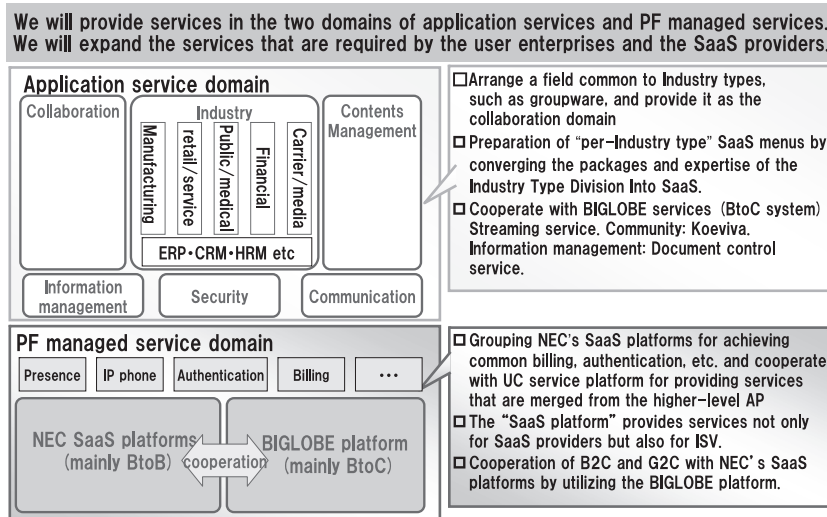 We will provide services in the two domains of application services and PF managed services.
We will expand the services that are required by the user enterprises and the SaaS providers.
Application service domain
Collaboration
Industry
Contents
Management
Manufacturing
retail/service
Public/medical
Financial
Carrier/media
ERP・CRM・HRM etc
Information
management
Security
Communication
□Arrange a field common to Industry types,
such as groupware, and provide it as the
collaboration domain
□ Preparation of “per-Industry type” SaaS menus by
converging the packages and expertise of the
Industry Type Division Into SaaS.
□ Cooperate with BIGLOBE services (BtoC system)
Streaming service. Community: Koeviva.
Information management: Document control
service.
PF managed service domain
Presence
IP phone
Authentication
Billing
･･･
NEC SaaS platforms
(mainly BtoB)
cooperation
BIGLOBE platform
(mainly BtoC)
□ Grouping NEC's SaaS platforms for achieving
common billing, authentication, etc. and cooperate
with UC service platform for providing services
that are merged from the higher-level AP
□ The “SaaS platform” provides services not only
for SaaS providers but also for ISV.
□ Cooperation of B2C and G2C with NEC's SaaS
platforms by utilizing the BIGLOBE platform.